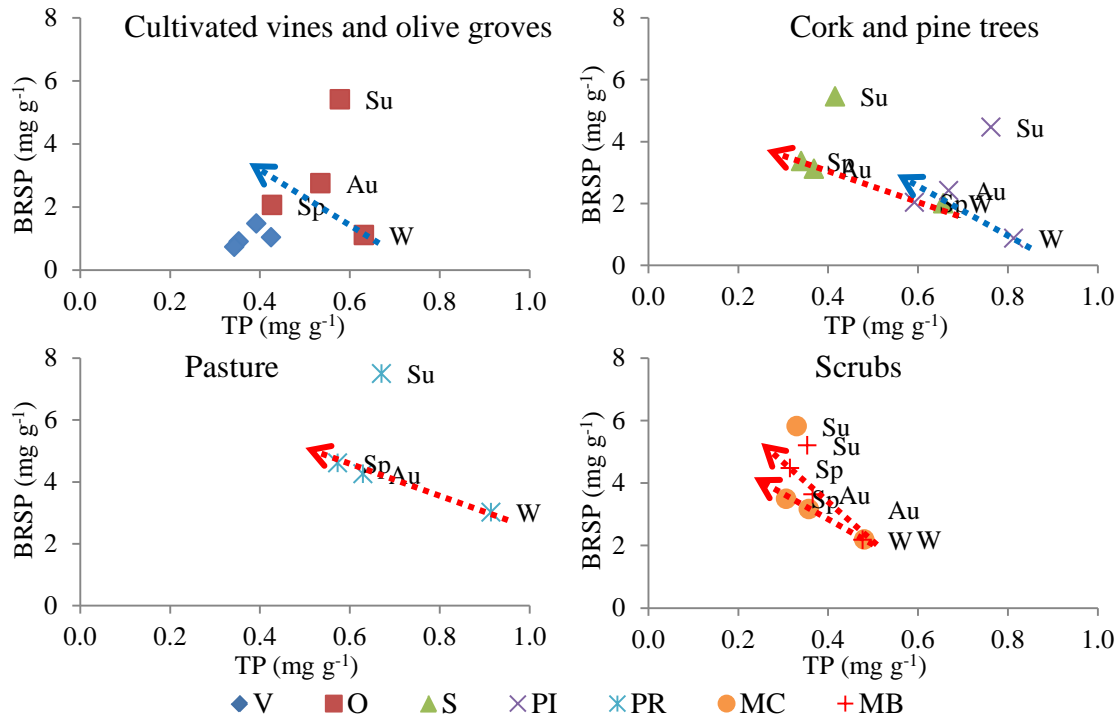 Cultivated vines and olive groves
8
6
4
2
0
BRSP (mg g-1)
Su
Au
Sp
W
0.0 0.2 0.4 0.6 0.8 1.0
TP (mg g-1)
Cork and pine trees
8
6
4
2
0
BRSP (mg g-1)
Su
Su
Sp
Au
Au
Sp W
W
0.0 0.2 0.4 0.6 0.8 1.0
TP (mg g-1)
Pasture
8
6
4
2
0
BRSP (mg g-1)
Su
Sp
Au
W
0.0 0.2 0.4 0.6 0.8 1.0
TP (mg g-1)
Scrubs
8
6
4
2
0
BRSP (mg g-1)
Su
Su
Sp
Au
Sp
Au
W W
0.0 0.2 0.4 0.6 0.8 1.0
TP (mg g-1)
V O S PI PR MC MB